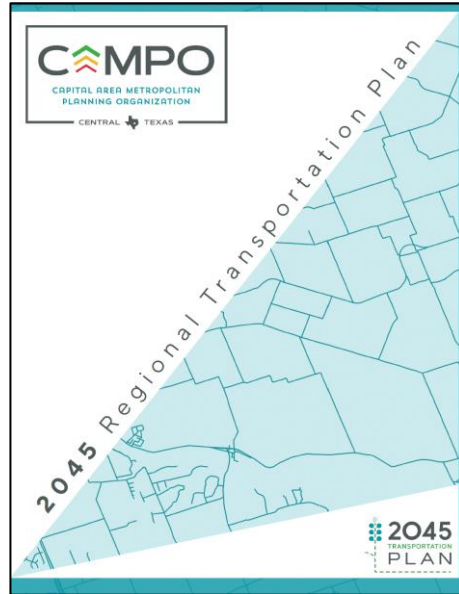 CAMPO
CAPITAL AREA METROPOLITAN
PLANNING ORGANIZATION
CENTRAL TEXAS
2045 Regional Transportation Plan
2045
TRANSPORTATION
PLAN